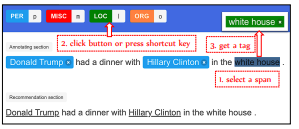 PER p MISC n LOC l ORG o
white house ×
2. click button or press shortcut key
3. get a tag
Annotating section
Donald Trump × had a dinner with Hillary Clinton × in the white house .
1. select a span
Recommendation section
Donald Trump had a dinner with Hillary Clinton in the white house .